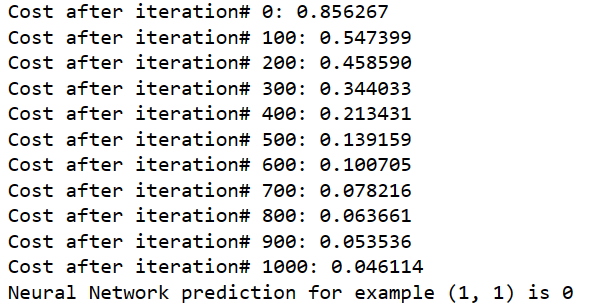 Cost after iteration# 0: 0.856267
Cost after iteration# 100: 0.547399
Cost after iteration# 200: 0.458590
Cost after iteration# 300: 0.344033
Cost after iteration# 400: 0.213431
Cost after iteration# 500: 0.139159
Cost after iteration# 600: 0.100705
Cost after iteration# 700: 0.078216
Cost after iteration# 800: 0.063661
Cost after iteration# 900: 0.053536
Cost after iteration# 1000: 0.046114
Neural Network prediction for example (1, 1) is 0